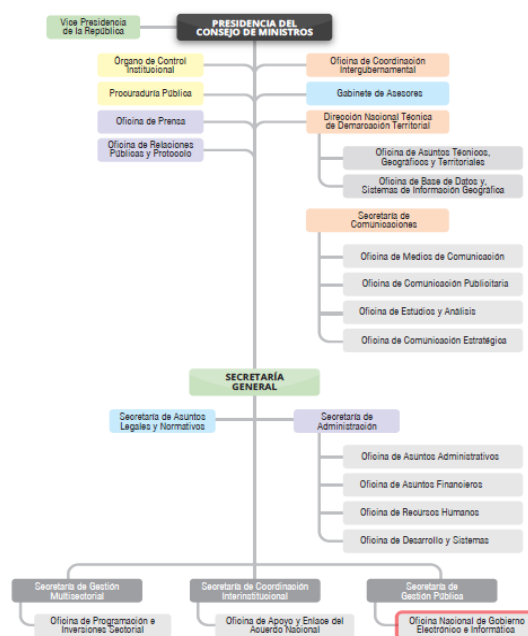 Vice Presidencia
de la República
PRESIDENCIA DEL
CONSEJO DE MINISTROS
Órgano de Control
Institucional
Oficina de Coordinación
Intergubernamental
Procuraduría Pública
Gabinete de Asesores
Oficina de Prensa
Dirección Nacional Técnica
de Demarcación Territorial
Oficina de Relaciones
Públicas y Protocolo
Oficina de Asuntos Técnicos,
Geográficos y Territoriales
Oficina de Base de Datos y,
Sistemas de Información Geográfica
Secretaría de
Comunicaciones
Oficina de Medios de Comunicación
Oficina de Comunicación Publicitaria
Oficina de Estudios y Análisis
Oficina de Comunicación Estratégica
SECRETARÍA
GENERAL
Secretaría de Asuntos
Legales y Normativos
Secretaría de
Administración
Oficina de Asuntos Administrativos
Oficina de Asuntos Financieros
Oficina de Recursos Humanos
Oficina de Desarrollo y Sistemas
Secretaría de Gestión
Multisectorial
Secretaría de Coordinación
Interinstitucional
Secretaría de
Gestión Pública
Oficina de Programación e
Inversiones Sectorial
Oficina de Apoyo y Enlace del
Acuerdo Nacional
Oficina Nacional de Gobierno
Electrónico e Informática